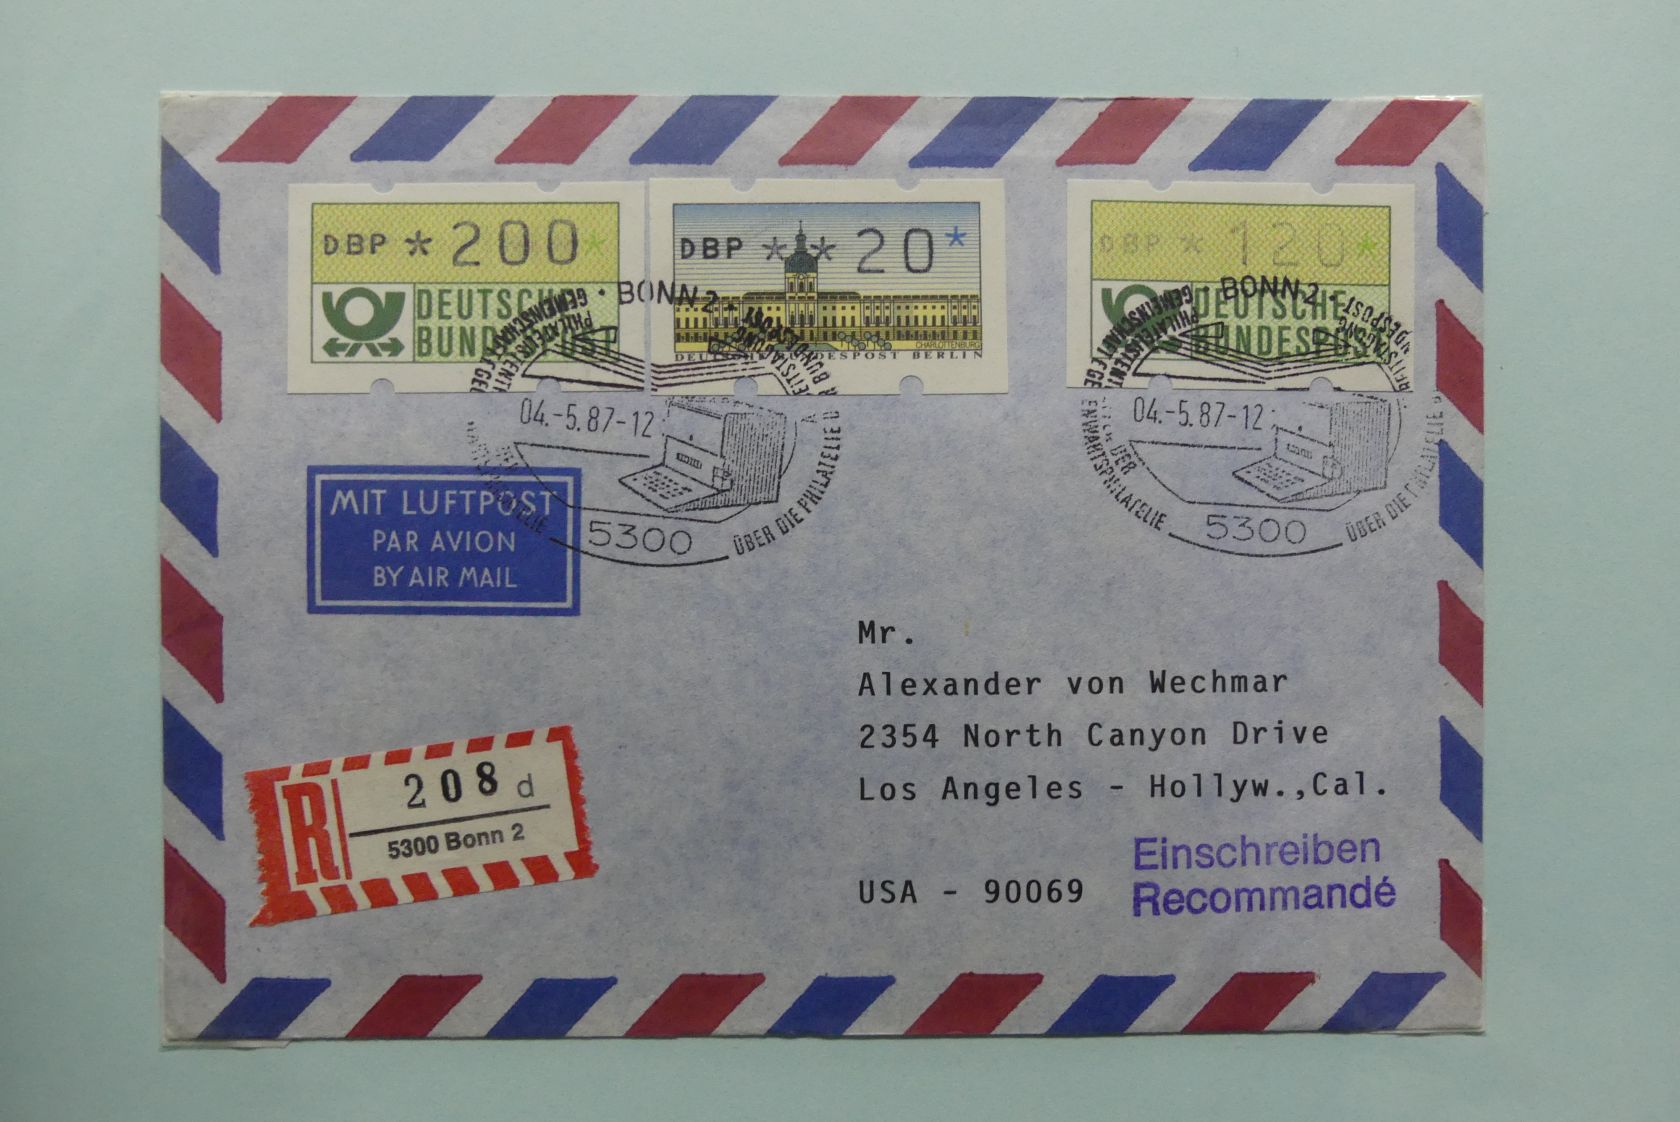 DBP * 200 *
DEUTSCHE
BUND POST
DBP * * 20 *
CHARLOTTENBURG
DEUTSCHE BUNDESPOST BERLIN
DBP * 120 *
DEUTSCHE
BUNDESPOST
· BONN 2 ·
04.-5.87-12
5300
ÜBER DIE PHILATELIE
· BONN 2 ·
04.-5.87-12
5300
ÜBER DIE PHILATELIE
MIT LUFTPOST
PAR AVION
BY AIR MAIL
Mr.
Alexander von Wechmar
2354 North Canyon Drive
Los Angeles - Hollyw.,Cal.
USA - 90069
Einschreiben
Recommandé
R
208 d
5300 Bonn 2